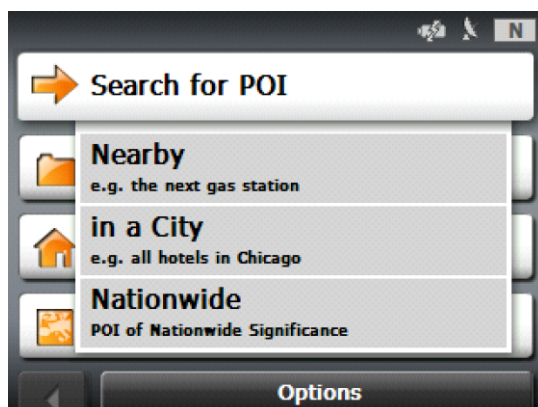 N
Search for POI
Nearby
e.g. the next gas station
in a City
e.g. all hotels in Chicago
Nationwide
POI of Nationwide Significance
Options